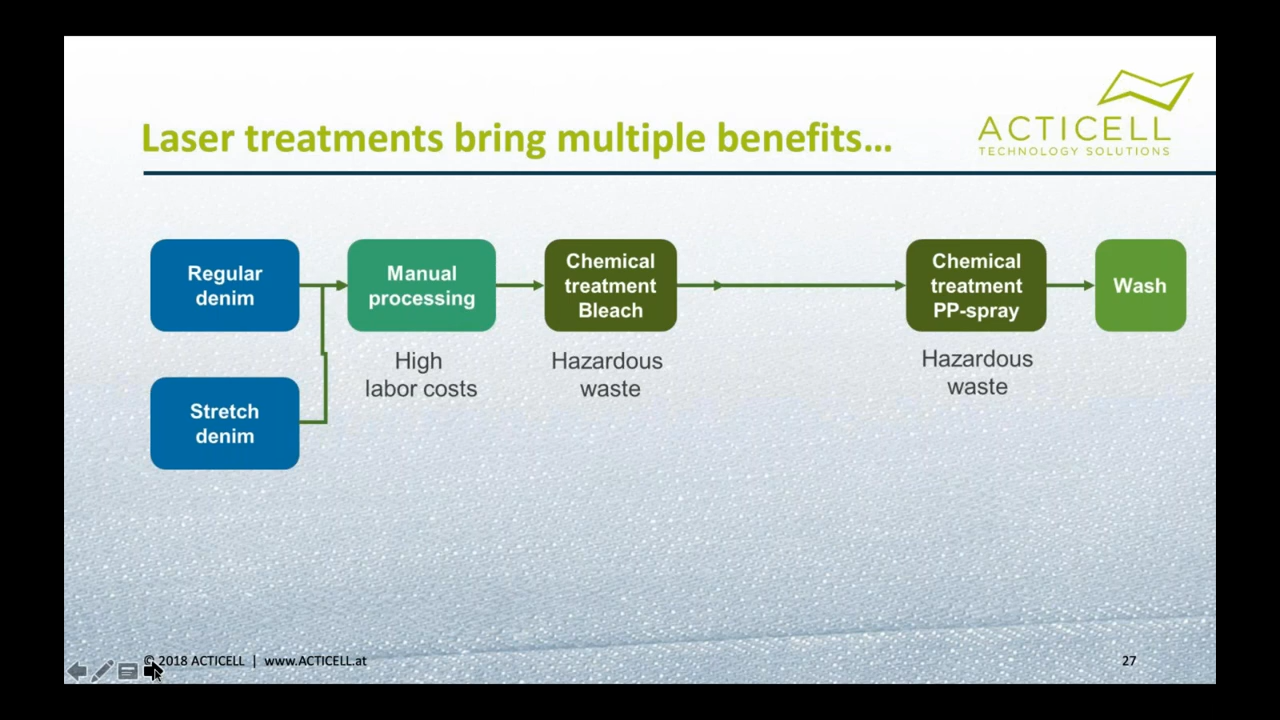 ACTICELL
TECHNOLOGY SOLUTIONS
Laser treatments bring multiple benefits...
Regular
denim
Manual
processing
Chemical
treatment
Bleach
Chemical
treatment
PP-spray
Wash
High
labor costs
Hazardous
waste
Hazardous
waste
Stretch
denim
© 2018 ACTICELL | www.ACTICELL.at
27